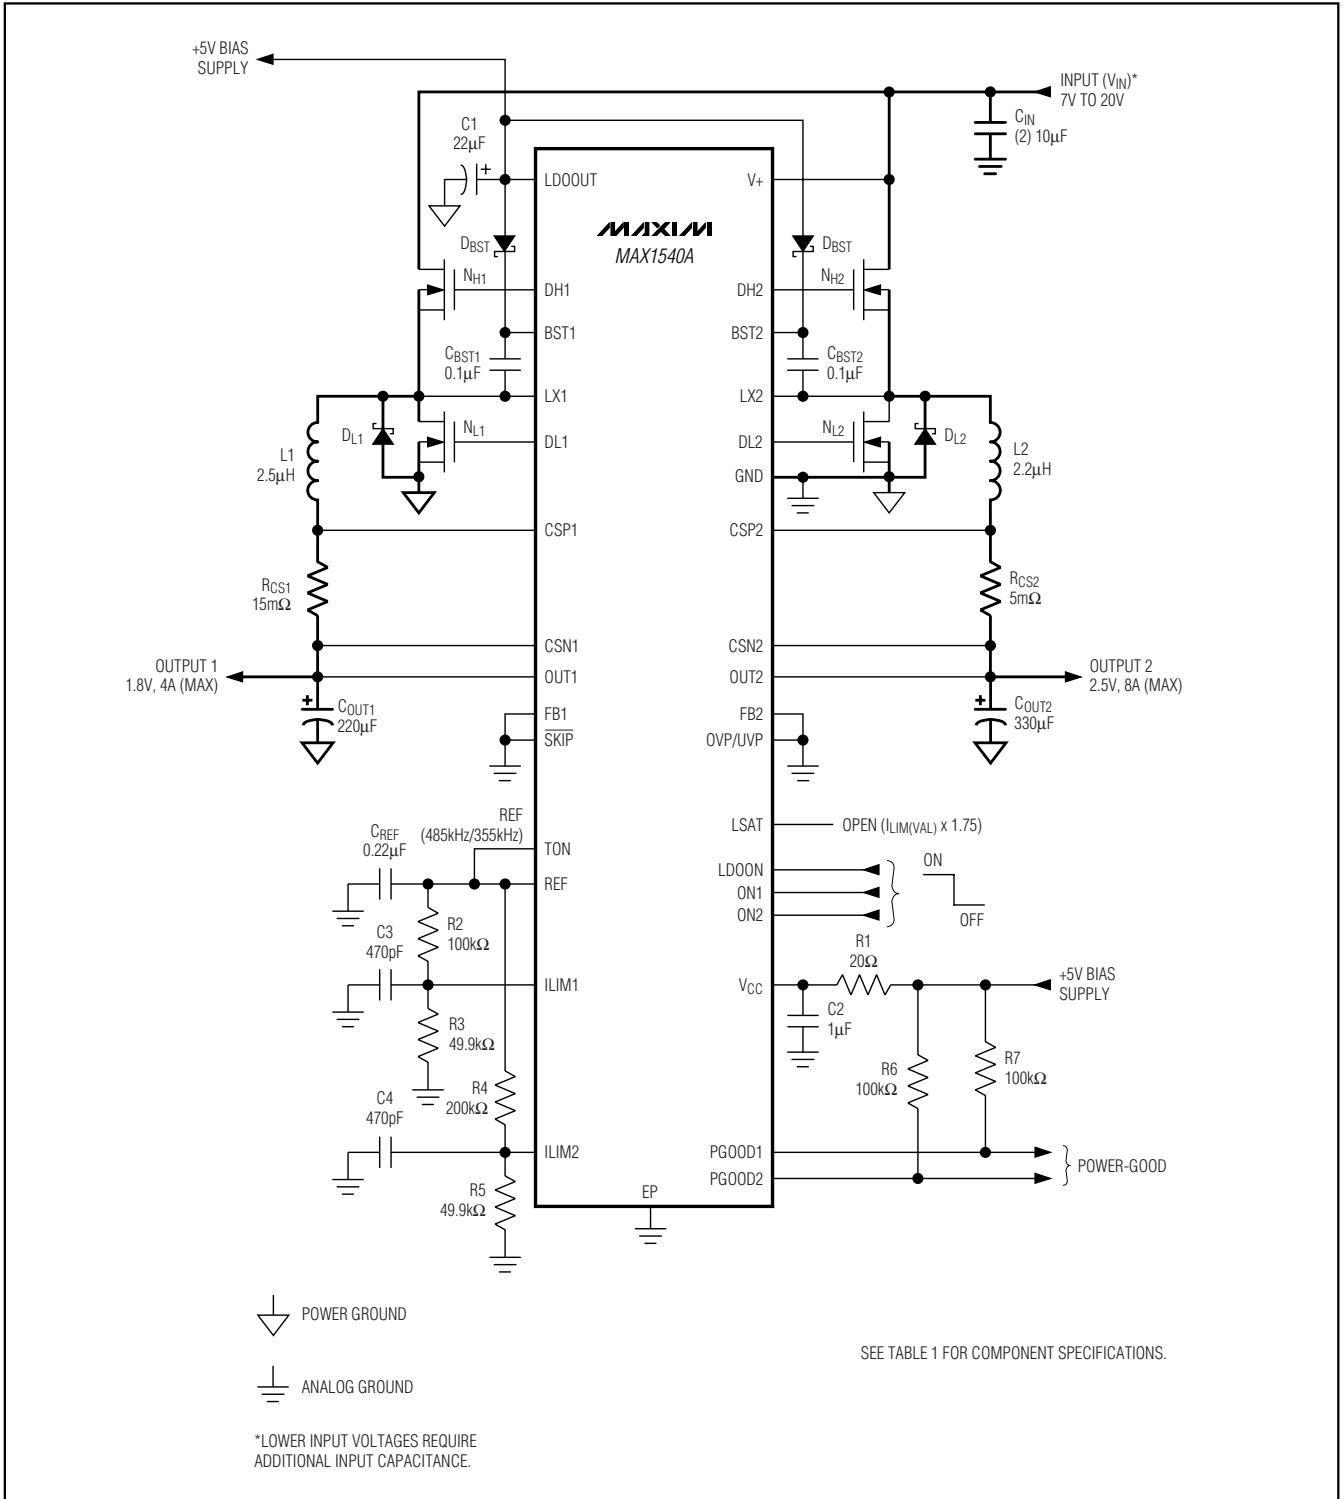 +5V BIAS
SUPPLY
INPUT (VIN)*
7V TO 20V
CIN
(2) 10µF
C1
22µF
+
LDOOUT
V+
MAXIM
MAX1540A
DBST
DBST
NH1
NH2
DH1
DH2
BST1
BST2
CBST1
0.1µF
CBST2
0.1µF
LX1
LX2
DL1
NL1
DL1
DL2
NL2
DL2
L1
2.5µH
L2
2.2µH
GND
CSP1
CSP2
RCS1
15mΩ
RCS2
5mΩ
CSN1
CSN2
OUTPUT 1
1.8V, 4A (MAX)
OUT1
OUT2
OUTPUT 2
2.5V, 8A (MAX)
+
COUT1
220µF
+
COUT2
330µF
FB1
FB2
SKIP
OVP/UVP
REF
(485kHz/355kHz)
TON
LSAT
OPEN (ILIM(VAL) x 1.75)
CREF
0.22µF
REF
LDOON
ON1
ON2
ON
OFF
R2
100kΩ
C3
470pF
R1
20Ω
ILIM1
VCC
+5V BIAS
SUPPLY
C2
1µF
R3
49.9kΩ
R4
200kΩ
R6
100kΩ
R7
100kΩ
C4
470pF
ILIM2
PGOOD1
PGOOD2
POWER-GOOD
R5
49.9kΩ
EP
POWER GROUND
SEE TABLE 1 FOR COMPONENT SPECIFICATIONS.
ANALOG GROUND
*LOWER INPUT VOLTAGES REQUIRE
ADDITIONAL INPUT CAPACITANCE.